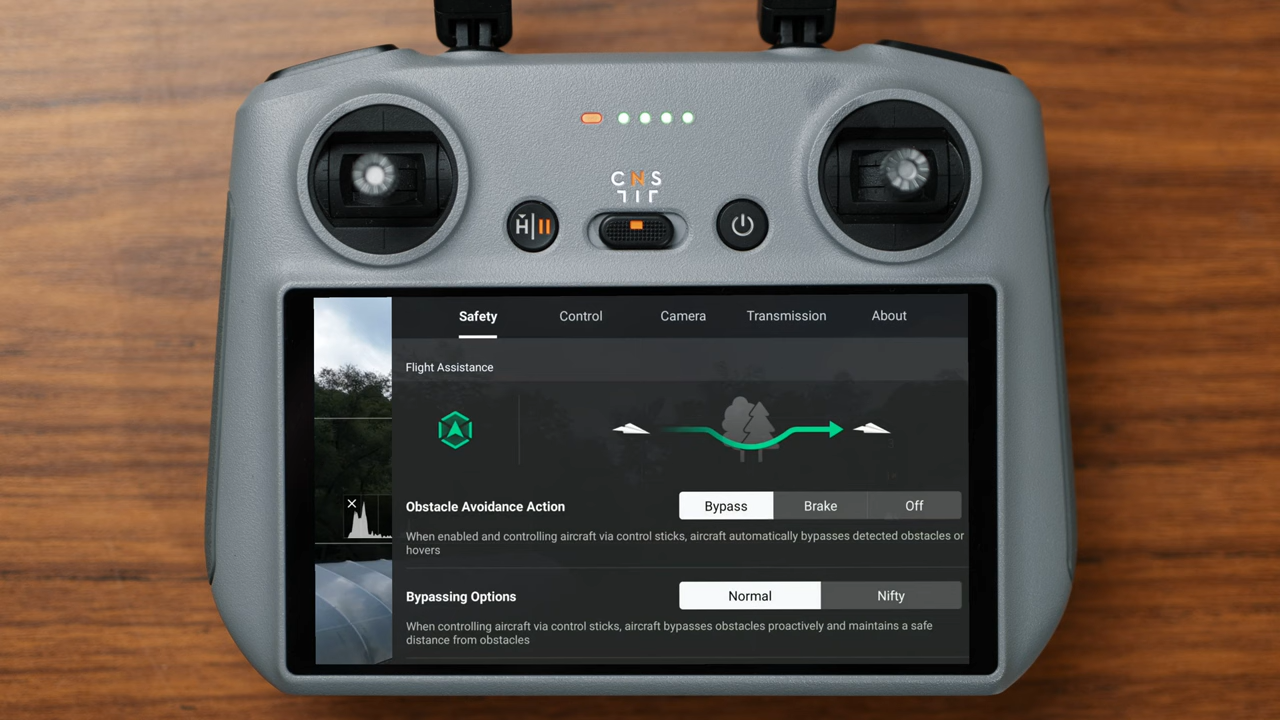 C N S
H
Safety Control Camera Transmission About
Flight Assistance
Obstacle Avoidance Action Bypass Brake Off
When enabled and controlling aircraft via control sticks, aircraft automatically bypasses detected obstacles or
hovers
Bypassing Options Normal Nifty
When controlling aircraft via control sticks, aircraft bypasses obstacles proactively and maintains a safe
distance from obstacles